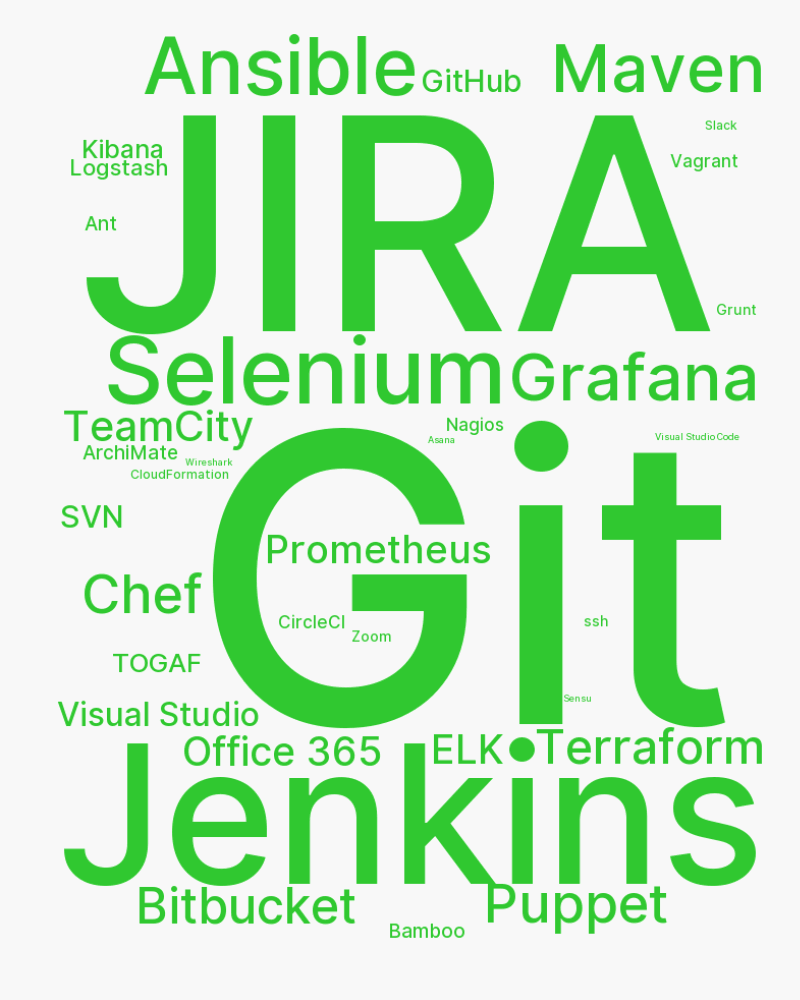 Ansible
GitHub
Maven
JIRA
Slack
Kibana
Logstash
Vagrant
Ant
Grunt
Selenium
Grafana
TeamCity
Nagios
Asana
Visual Studio Code
ArchiMate
Wireshark
CloudFormation
Git
SVN
Prometheus
Chef
CircleCI
Zoom
ssh
TOGAF
Sensu
Visual Studio
Office 365
ELK
Terraform
Jenkins
Bitbucket
Puppet
Bamboo